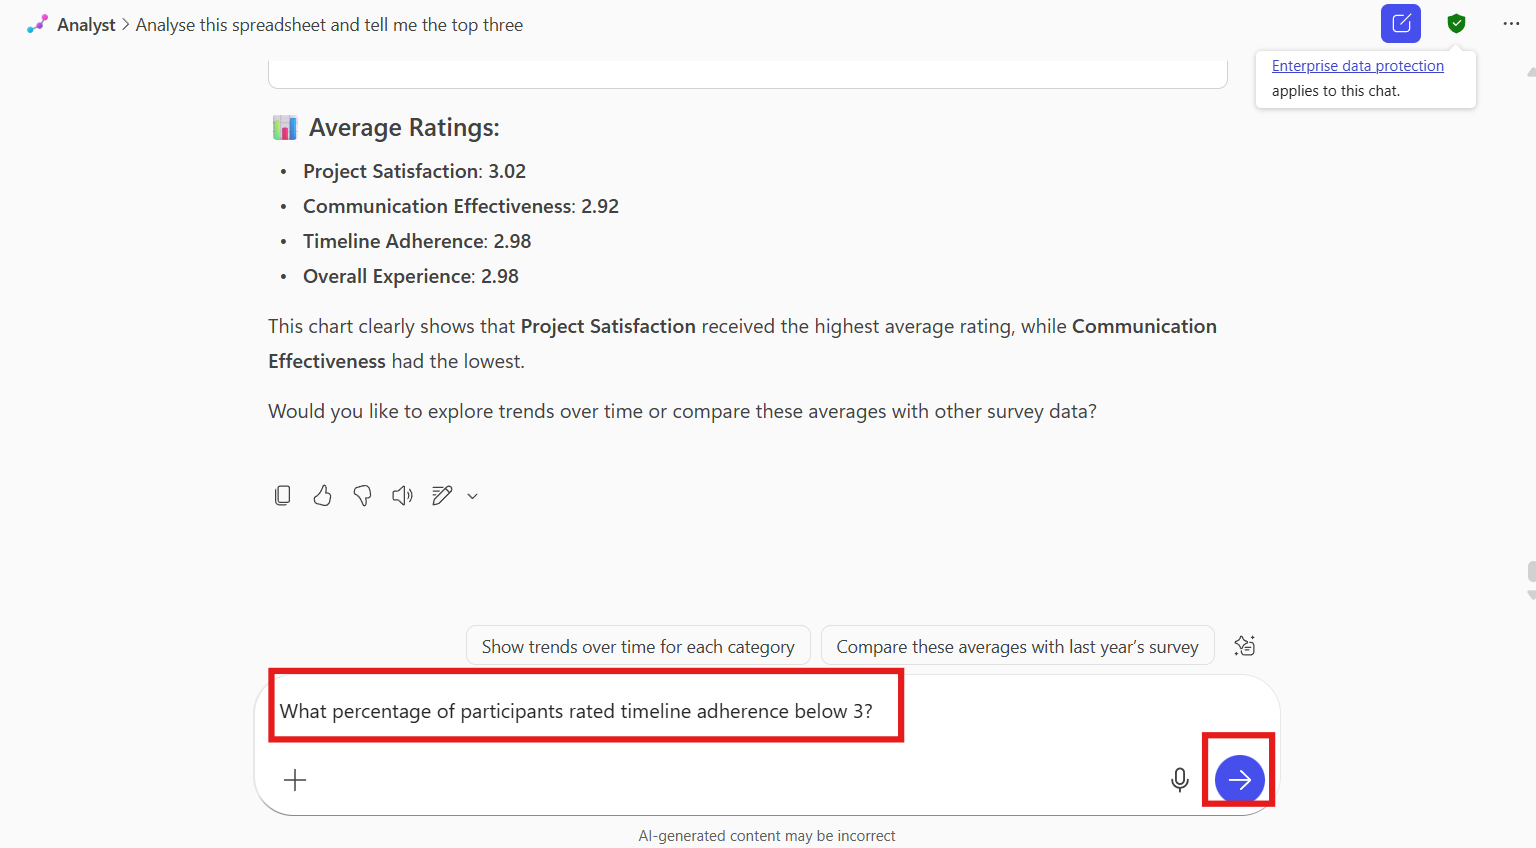 Analyst > Analyse this spreadsheet and tell me the top three
Enterprise data protection
applies to this chat.
Average Ratings:
• Project Satisfaction: 3.02
• Communication Effectiveness: 2.92
• Timeline Adherence: 2.98
• Overall Experience: 2.98
This chart clearly shows that Project Satisfaction received the highest average rating, while Communication
Effectiveness had the lowest.
Would you like to explore trends over time or compare these averages with other survey data?
Show trends over time for each category
Compare these averages with last year’s survey
What percentage of participants rated timeline adherence below 3?
AI-generated content may be incorrect